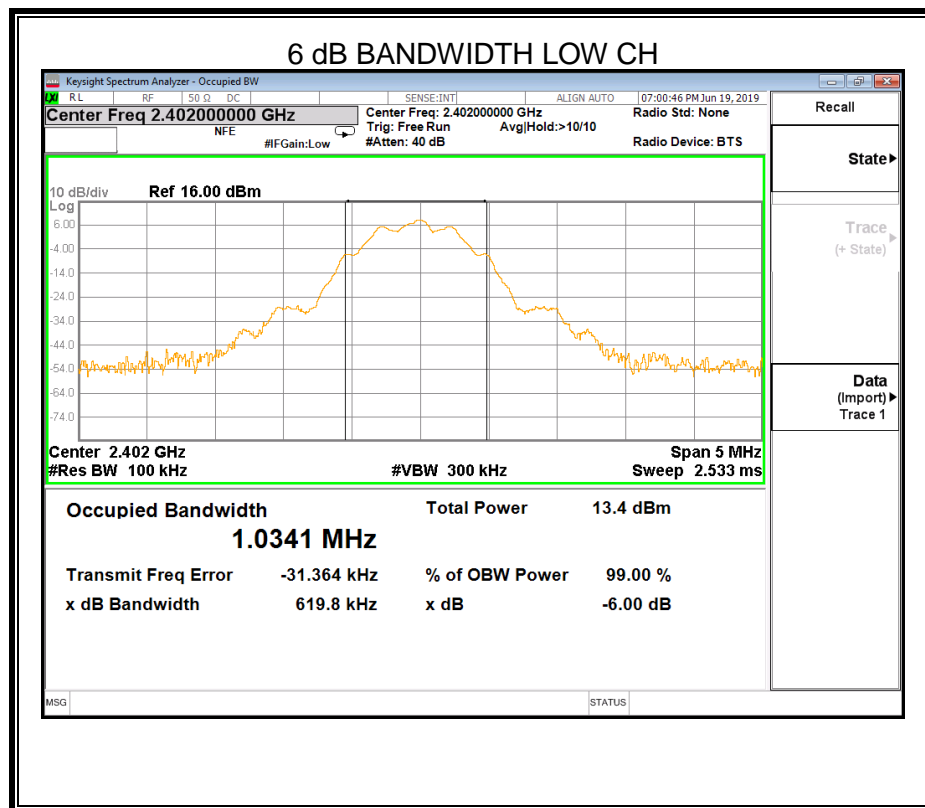 6 dB BANDWIDTH LOW CH
Keysight Spectrum Analyzer - Occupied BW
LXI RL RF 50 Ω DC SENSE:INT ALIGN AUTO 07:00:46 PM Jun 19, 2019
Center Freq 2.402000000 GHz
NFE
#IFGain:Low
Center Freq: 2.402000000 GHz
Trig: Free Run Avg|Hold:>10/10
#Atten: 40 dB
Radio Std: None
Radio Device: BTS
10 dB/div Ref 16.00 dBm
Log
6.00
-4.00
-14.0
-24.0
-34.0
-44.0
-54.0
-64.0
-74.0
Center 2.402 GHz Span 5 MHz
#Res BW 100 kHz #VBW 300 kHz Sweep 2.533 ms
Occupied Bandwidth Total Power 13.4 dBm
1.0341 MHz
Transmit Freq Error -31.364 kHz % of OBW Power 99.00 %
x dB Bandwidth 619.8 kHz x dB -6.00 dB
MSG STATUS
Recall
State
Trace
(+ State)
Data
(Import)
Trace 1